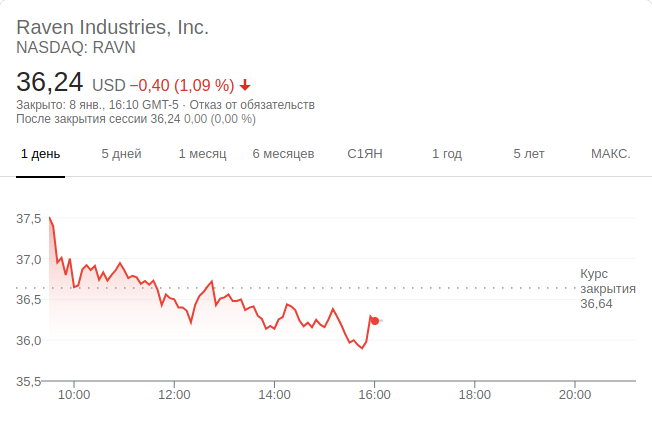 Raven Industries, Inc.
NASDAQ: RAVN
36,24 USD −0,40 (1,09 %)
Закрыто: 8 янв., 16:10 GMT-5 · Отказ от обязательств
После закрытия сессии 36,24 0,00 (0,00 %)
1 день 5 дней 1 месяц 6 месяцев С1ЯН 1 год 5 лет МАКС.
37,5
37,0
Курс
закрытия
36,64
36,5
36,0
35,5
10:00 12:00 14:00 16:00 18:00 20:00